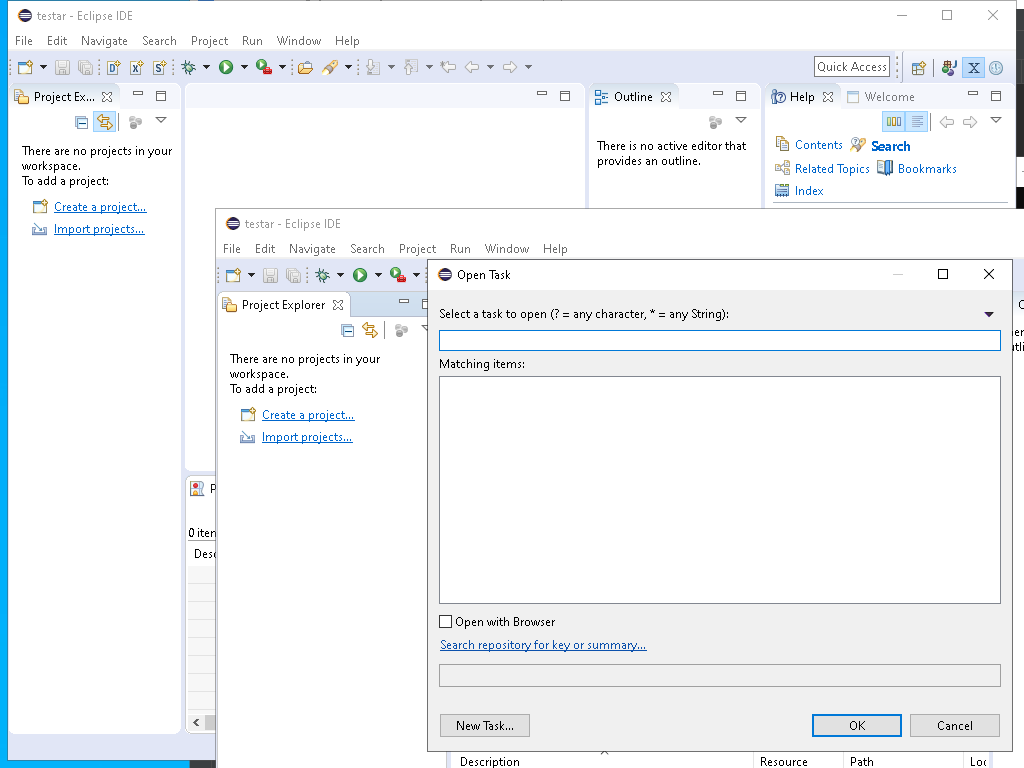 testar - Eclipse IDE
File Edit Navigate Search Project Run Window Help
Quick Access
Project Ex...
Outline
Help
Welcome
There are no projects in your
workspace.
To add a project:
Create a project...
Import projects...
There is no active editor that
provides an outline.
Contents
Search
Related Topics
Bookmarks
Index
0 iten
Desc
testar - Eclipse IDE
File Edit Navigate Search Project Run Window Help
Project Explorer
There are no projects in your
workspace.
To add a project:
Create a project...
Import projects...
Open Task
Select a task to open (? = any character, * = any String):
Matching items:
Open with Browser
Search repository for key or summary...
New Task...
OK
Cancel
Description
Resource
Path